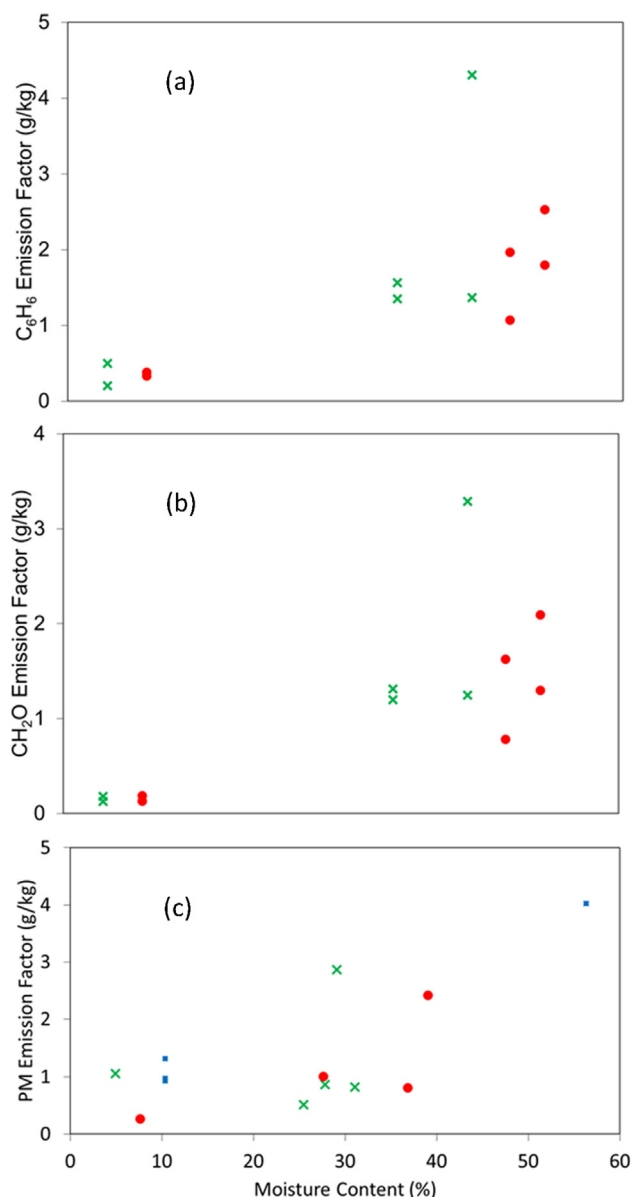 5
(a)
4
3
2
1
0
C₆H₆ Emission Factor (g/kg)
4
(b)
3
2
1
0
CH₂O Emission Factor (g/kg)
5
(c)
4
3
2
1
0
PM Emission Factor (g/kg)
0 10 20 30 40 50 60
Moisture Content (%)